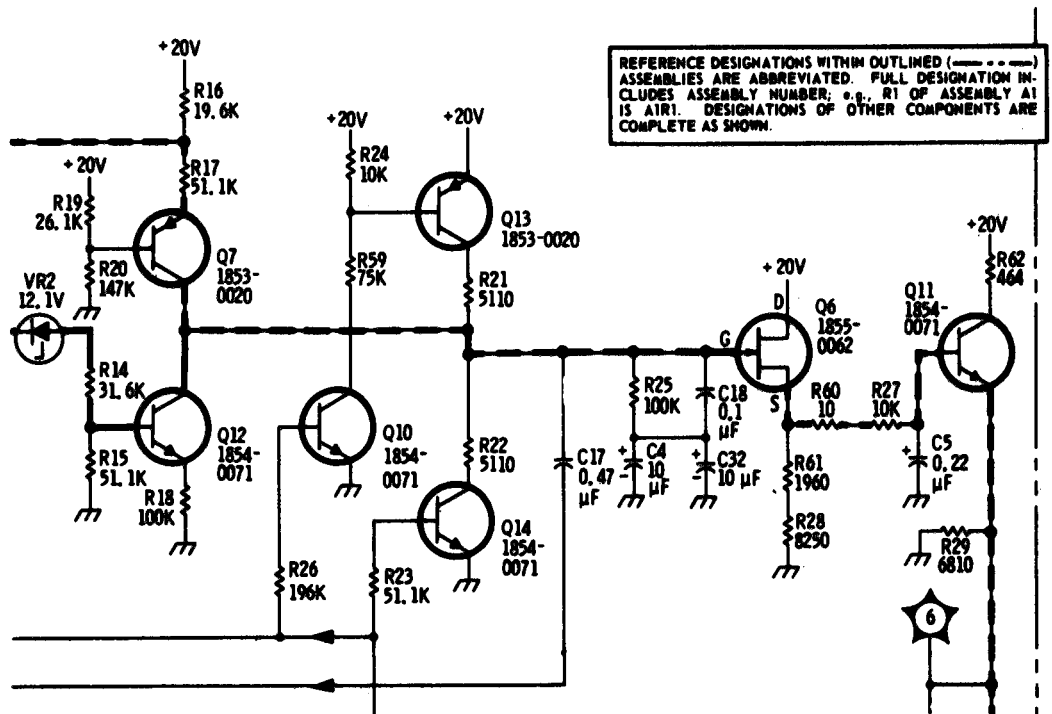 +20V
R16
19.6K
REFERENCE DESIGNATIONS WITHIN OUTLINED (— - - —)
ASSEMBLIES ARE ABBREVIATED. FULL DESIGNATION IN-
CLUDES ASSEMBLY NUMBER; e.g., R1 OF ASSEMBLY A1
IS A1R1. DESIGNATIONS OF OTHER COMPONENTS ARE
COMPLETE AS SHOWN.
+20V
R17
51.1K
R19
26.1K
R20
147K
Q7
1853-
0020
VR2
12.1V
R14
31.6K
R15
51.1K
Q12
1854-
0071
R18
100K
+20V
R24
10K
R59
75K
Q10
1854-
0071
R26
196K
+20V
Q13
1853-0020
R21
5110
R22
5110
Q14
1854-
0071
R23
51.1K
C17
0.47
µF
R25
100K
+
C4
10
-
µF
C18
0.1
µF
+
C32
-
10 µF
+20V
D
G
S
Q6
1855-
0062
R60
10
R27
10K
R61
1960
R28
8250
+
C5
0.22
µF
+20V
R62
464
Q11
1854-
0071
R29
6810
6